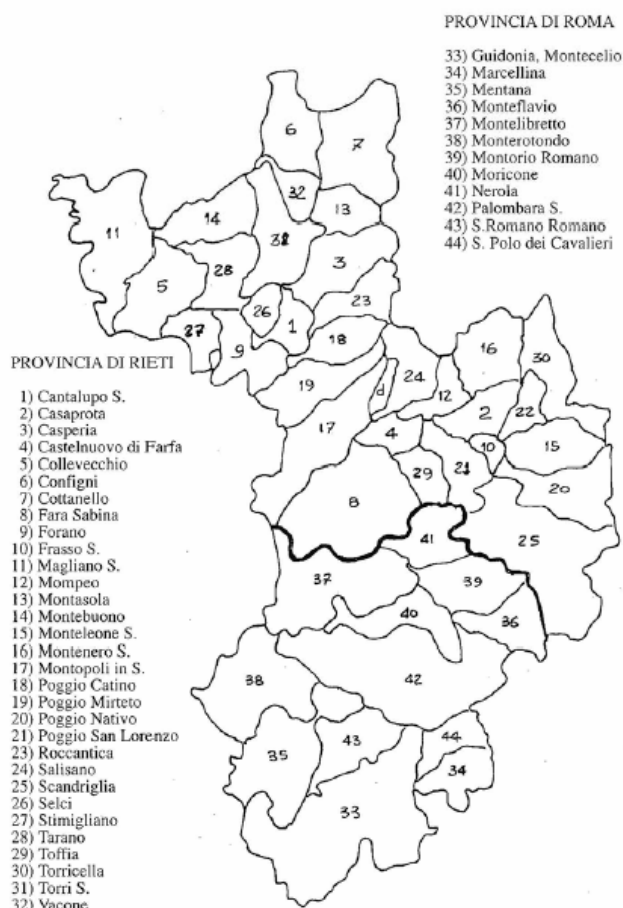 PROVINCIA DI ROMA
33) Guidonia, Montecelio
34) Marcellina
35) Mentana
36) Monteflavio
37) Montelibretto
38) Monterotondo
39) Montorio Romano
40) Moricone
41) Nerola
42) Palombara S.
43) S.Romano Romano
44) S. Polo dei Cavalieri
PROVINCIA DI RIETI
1) Cantalupo S.
2) Casaprota
3) Casperia
4) Castelnuovo di Farfa
5) Collevecchio
6) Configni
7) Cottanello
8) Fara Sabina
9) Forano
10) Frasso S.
11) Magliano S.
12) Mompeo
13) Montasola
14) Montebuono
15) Monteleone S.
16) Montenero S.
17) Montopoli in S.
18) Poggio Catino
19) Poggio Mirteto
20) Poggio Nativo
21) Poggio San Lorenzo
23) Roccantica
24) Salisano
25) Scandriglia
26) Selci
27) Stimigliano
28) Tarano
29) Toffia
30) Torricella
31) Torri S.
32) Vacone
6
7
32
13
14
11
3
28
5
23
26
1
27
9
18
16
30
19
24
d
12
2
22
17
4
10
15
21
29
20
8
41
25
37
39
40
36
38
42
43
44
35
34
33